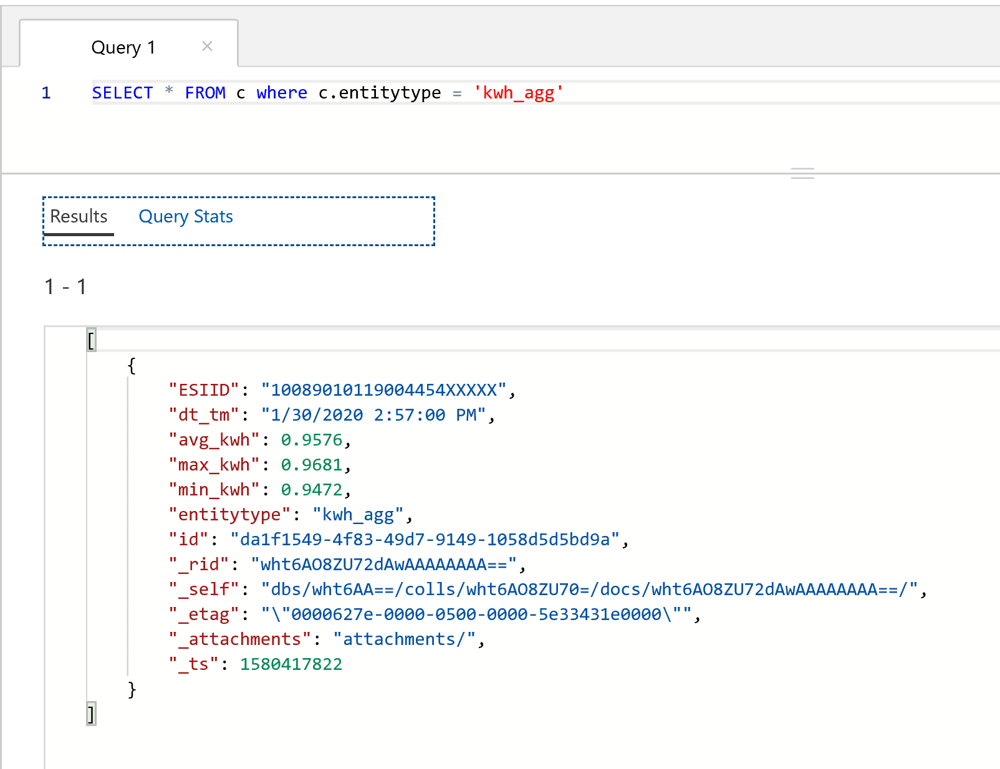 Query 1 ×
1 SELECT * FROM c where c.entitytype = 'kwh_agg'
Results Query Stats
1 - 1
[
{
"ESIID": "10089010119004454XXXXX",
"dt_tm": "1/30/2020 2:57:00 PM",
"avg_kwh": 0.9576,
"max_kwh": 0.9681,
"min_kwh": 0.9472,
"entitytype": "kwh_agg",
"id": "da1f1549-4f83-49d7-9149-1058d5d5bd9a",
"_rid": "wht6AO8ZU72dAwAAAAAAAA==",
"_self": "dbs/wht6AA==/colls/wht6AO8ZU70=/docs/wht6AO8ZU72dAwAAAAAAAA==/",
"_etag": "\"0000627e-0000-0500-0000-5e33431e0000\"",
"_attachments": "attachments/",
"_ts": 1580417822
}
]